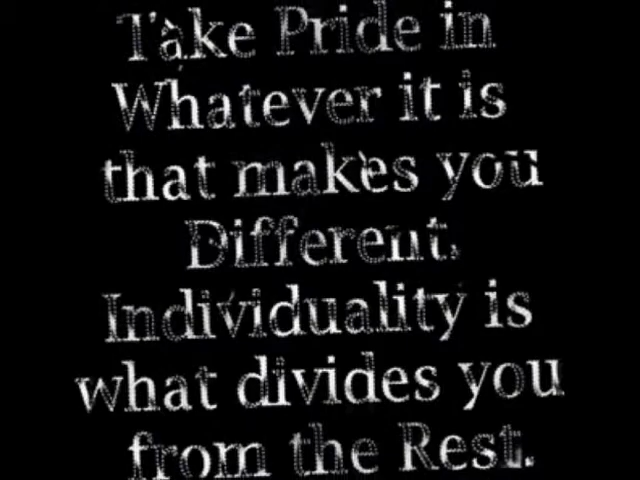 Take Pride in
Whatever it is
that makes you
Different.
Individuality is
what divides you
from the Rest.